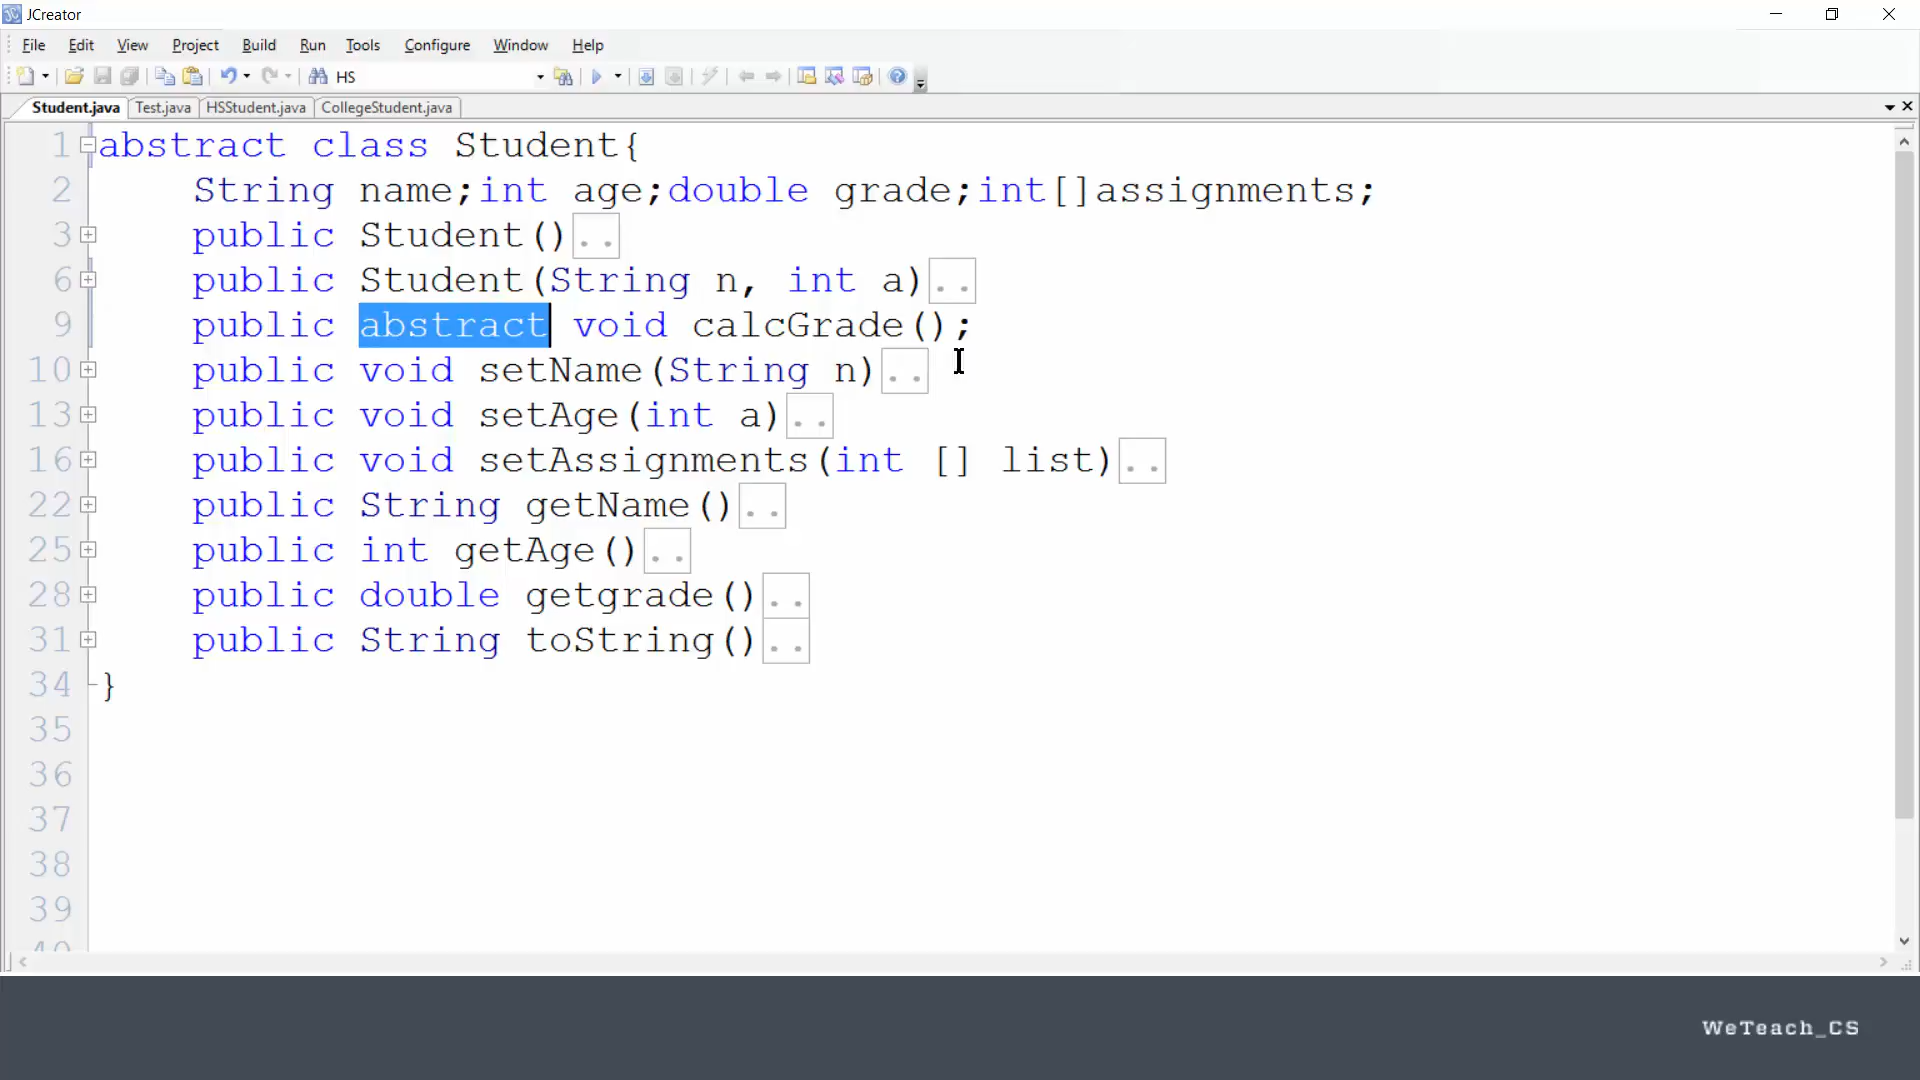 JCreator
File Edit View Project Build Run Tools Configure Window Help
HS
Student.java Test.java HSStudent.java CollegeStudent.java
1 abstract class Student{
2 String name;int age;double grade;int[]assignments;
3 public Student()..
6 public Student(String n, int a)..
9 public abstract void calcGrade();
10 public void setName(String n)..
13 public void setAge(int a)..
16 public void setAssignments(int [] list)..
22 public String getName()..
25 public int getAge()..
28 public double getgrade()..
31 public String toString()..
34 }
35
36
37
38
39
40
WeTeach_CS